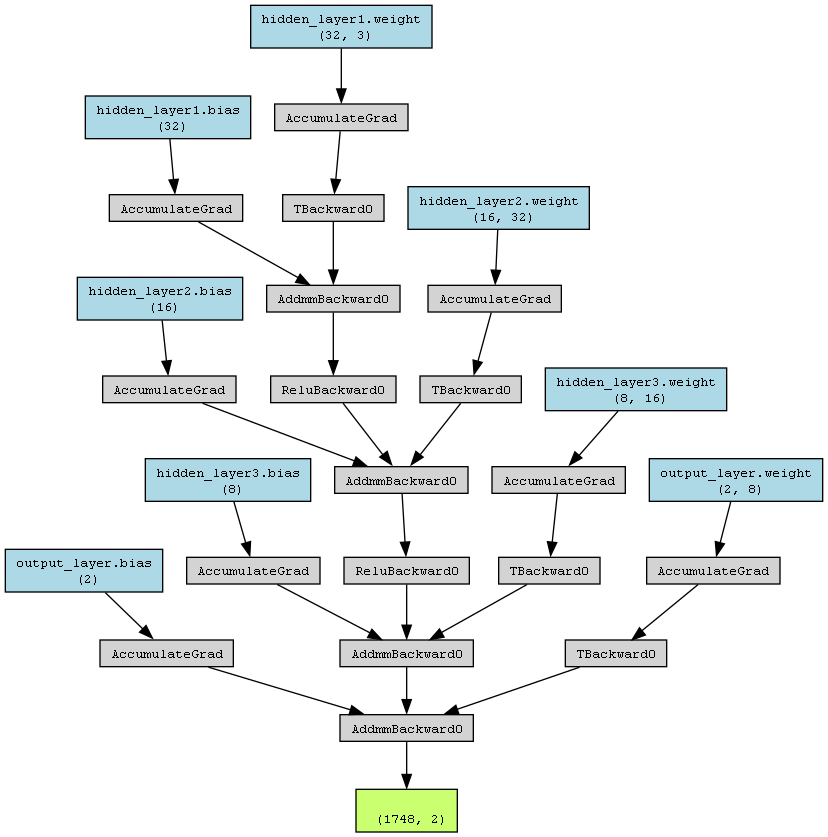 hidden_layer1.weight
(32, 3)
hidden_layer1.bias
(32)
AccumulateGrad
AccumulateGrad
TBackward0
hidden_layer2.weight
(16, 32)
hidden_layer2.bias
(16)
AddmmBackward0
AccumulateGrad
AccumulateGrad
ReluBackward0
TBackward0
hidden_layer3.weight
(8, 16)
hidden_layer3.bias
(8)
AddmmBackward0
AccumulateGrad
output_layer.weight
(2, 8)
output_layer.bias
(2)
AccumulateGrad
ReluBackward0
TBackward0
AccumulateGrad
AccumulateGrad
AddmmBackward0
TBackward0
AddmmBackward0
(1748, 2)